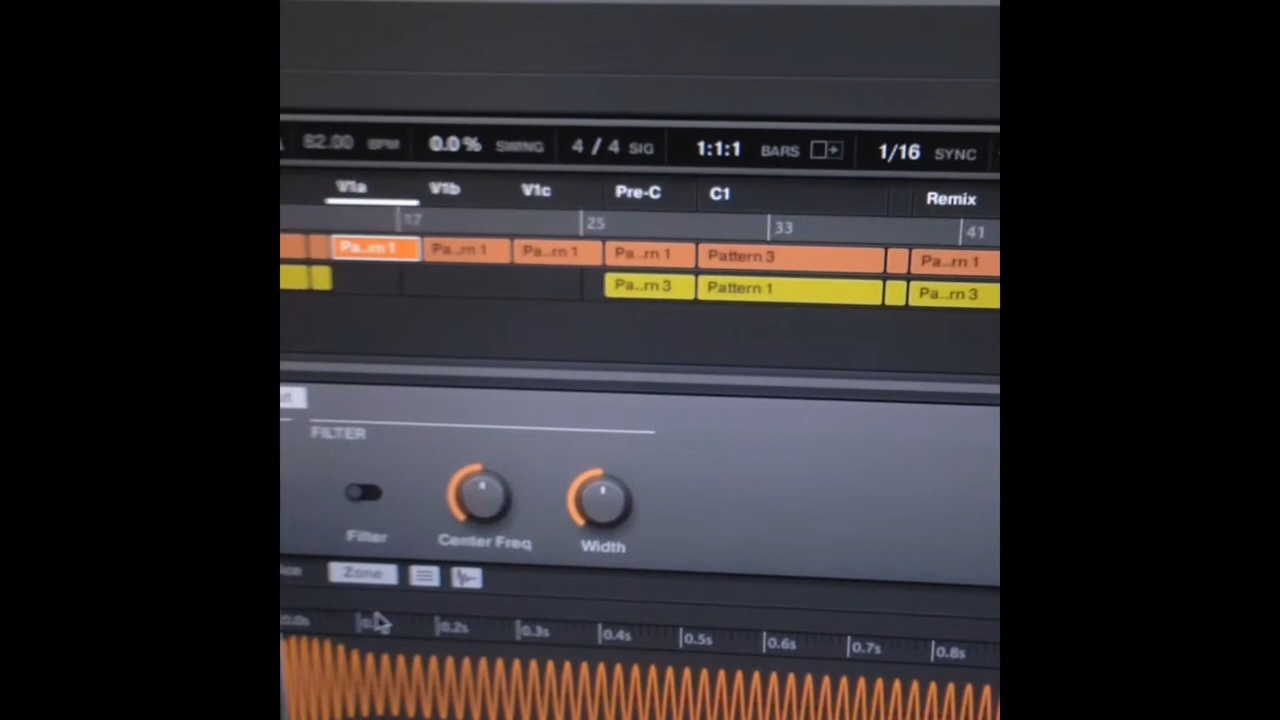 82.00 BPM 0.0% SWING 4 / 4 SIG 1:1:1 BARS 1/16 SYNC
V1a V1b V1c Pre-C C1 Remix
17 25 33 41
Pa...rn 1 Pa...rn 1 Pa...rn 1 Pa...rn 1 Pattern 3 Pa...rn 1
Pa...rn 3 Pattern 1 Pa...rn 3
FILTER
Filter Center Freq Width
Zone
0.2s 0.3s 0.4s 0.5s 0.6s 0.7s 0.8s